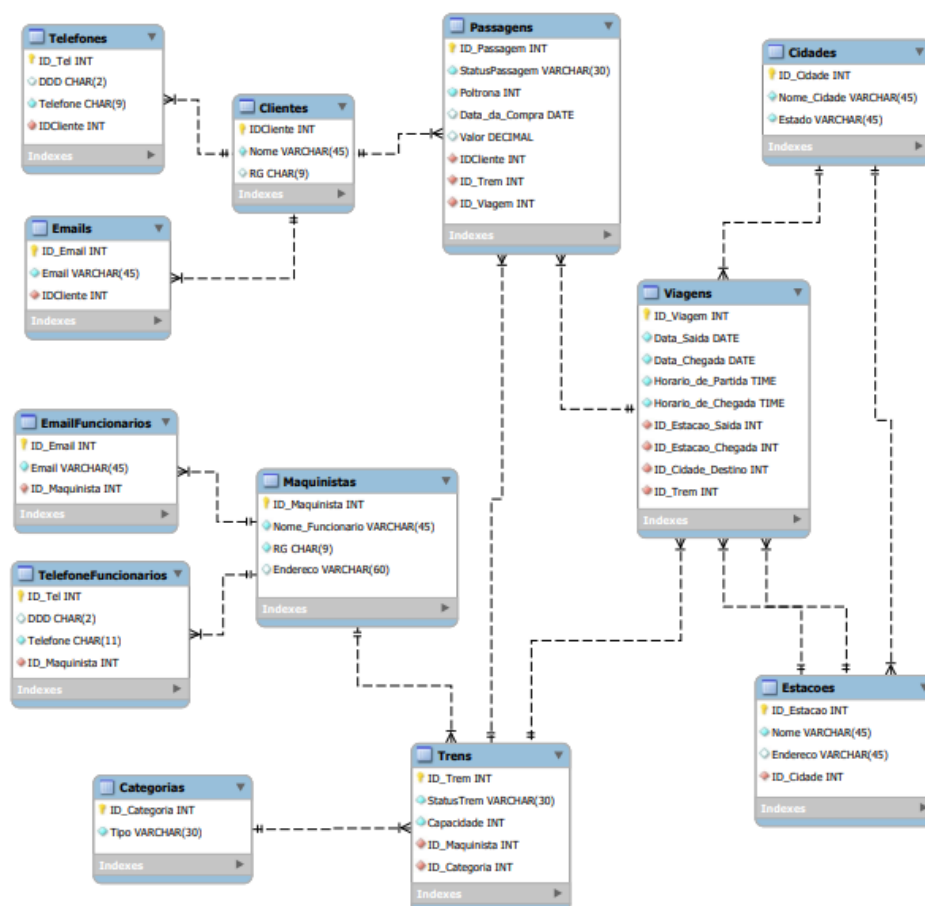 Telefones
ID_Tel INT
DDD CHAR(2)
Telefone CHAR(9)
IDCliente INT
Indexes
Clientes
IDCliente INT
Nome VARCHAR(45)
RG CHAR(9)
Indexes
Emails
ID_Email INT
Email VARCHAR(45)
IDCliente INT
Indexes
Passagens
ID_Passagem INT
StatusPassagem VARCHAR(30)
Poltrona INT
Data_da_Compra DATE
Valor DECIMAL
IDCliente INT
ID_Trem INT
ID_Viagem INT
Indexes
Cidades
ID_Cidade INT
Nome_Cidade VARCHAR(45)
Estado VARCHAR(45)
Indexes
Viagens
ID_Viagem INT
Data_Saida DATE
Data_Chegada DATE
Horario_de_Partida TIME
Horario_de_Chegada TIME
ID_Estacao_Saida INT
ID_Estacao_Chegada INT
ID_Cidade_Destino INT
ID_Trem INT
Indexes
EmailFuncionarios
ID_Email INT
Email VARCHAR(45)
ID_Maquinista INT
Indexes
Maquinistas
ID_Maquinista INT
Nome_Funcionario VARCHAR(45)
RG CHAR(9)
Endereco VARCHAR(60)
Indexes
TelefoneFuncionarios
ID_Tel INT
DDD CHAR(2)
Telefone CHAR(11)
ID_Maquinista INT
Indexes
Estacoes
ID_Estacao INT
Nome VARCHAR(45)
Endereco VARCHAR(45)
ID_Cidade INT
Indexes
Categorias
ID_Categoria INT
Tipo VARCHAR(30)
Indexes
Trens
ID_Trem INT
StatusTrem VARCHAR(30)
Capacidade INT
ID_Maquinista INT
ID_Categoria INT
Indexes